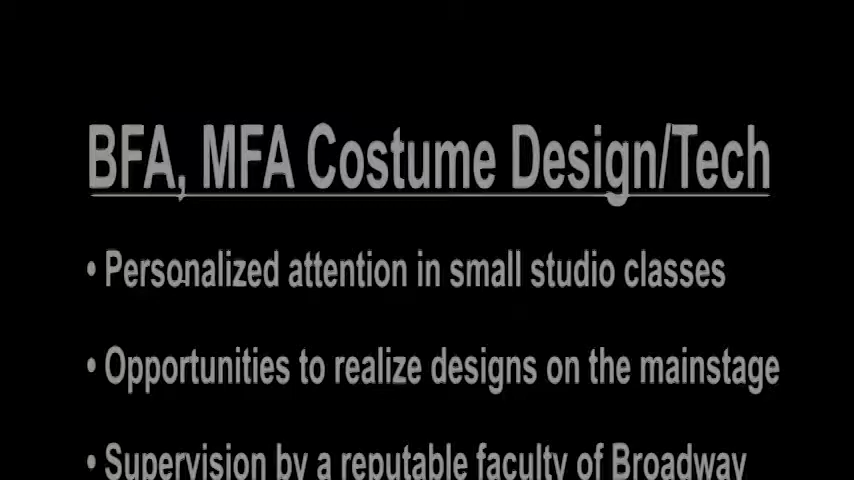 BFA, MFA Costume Design/Tech
• Personalized attention in small studio classes
• Opportunities to realize designs on the mainstage
• Supervision by a reputable faculty of Broadway